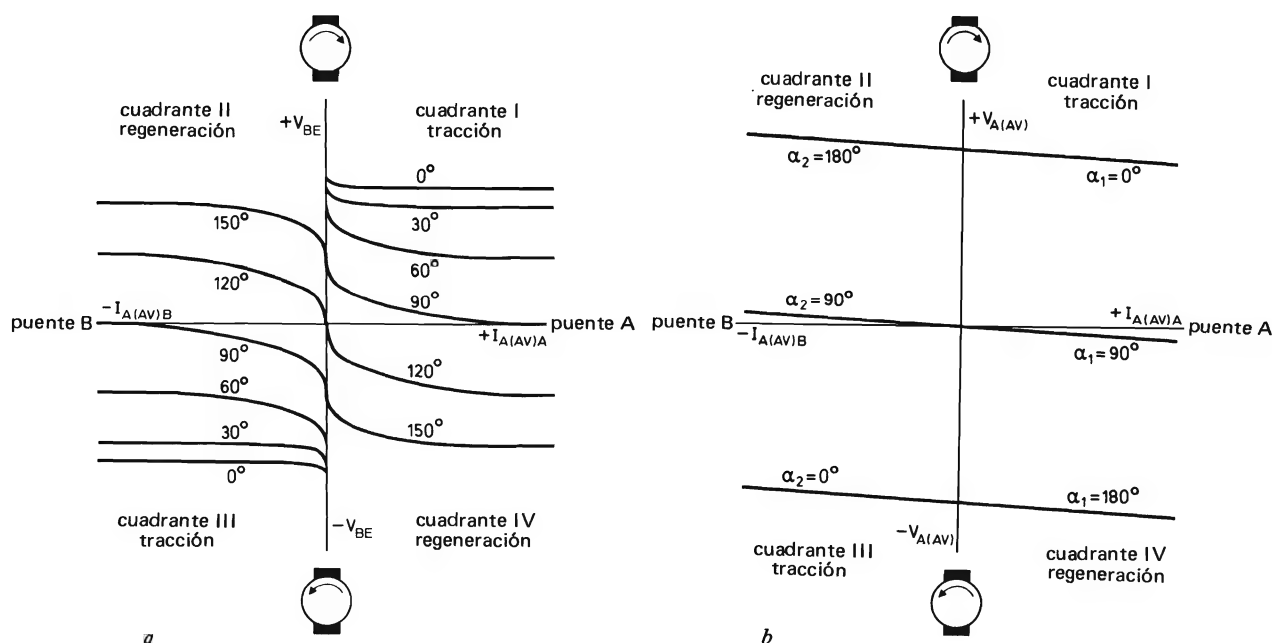 a
b
cuadrante II
regeneración
+V_BE
cuadrante I
tracción
0°
30°
60°
90°
150°
120°
−I_A(AV)B
puente B
puente A
+I_A(AV)A
90°
60°
30°
0°
120°
150°
cuadrante III
tracción
−V_BE
cuadrante IV
regeneración
a
cuadrante II
regeneración
cuadrante I
tracción
+V_A(AV)
α₂=180°
α₁=0°
α₂=90°
puente B
−I_A(AV)B
+I_A(AV)A
puente A
α₁=90°
α₂=0°
α₁=180°
cuadrante III
tracción
−V_A(AV)
cuadrante IV
regeneración
b